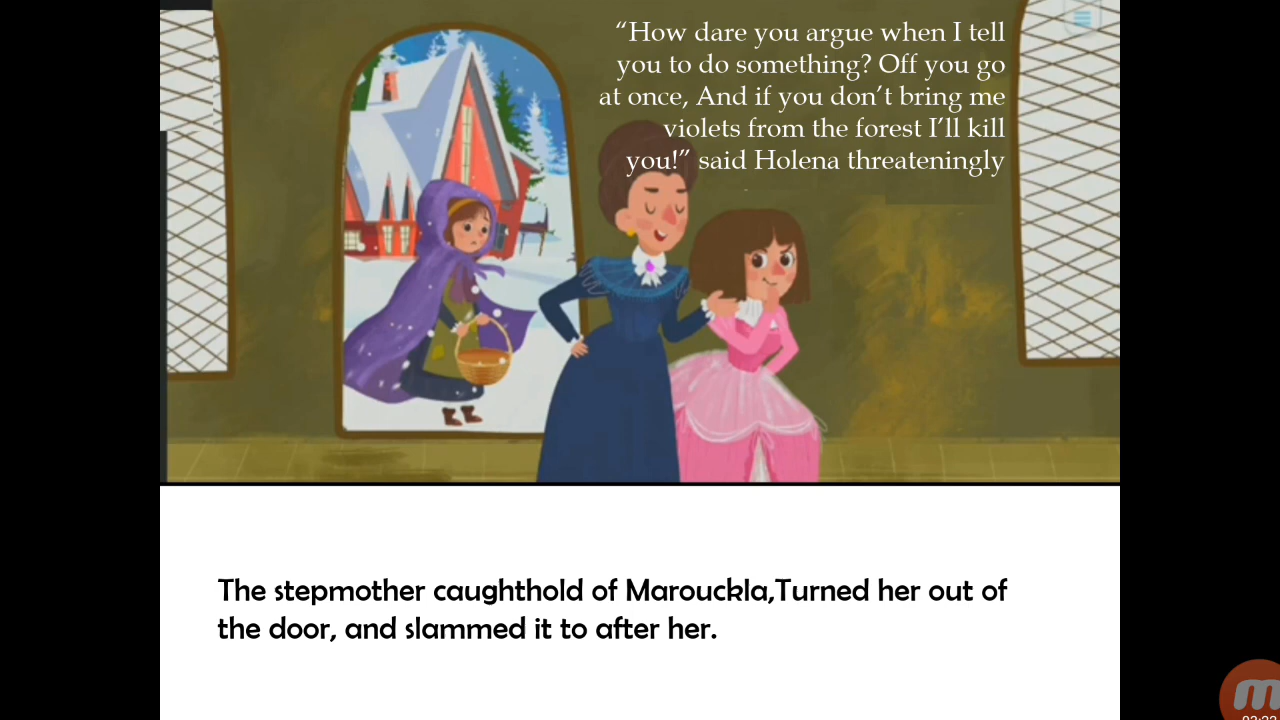 “How dare you argue when I tell
you to do something? Off you go
at once, And if you don’t bring me
violets from the forest I’ll kill
you!” said Holena threateningly
The stepmother caughthold of Marouckla,Turned her out of
the door, and slammed it to after her.